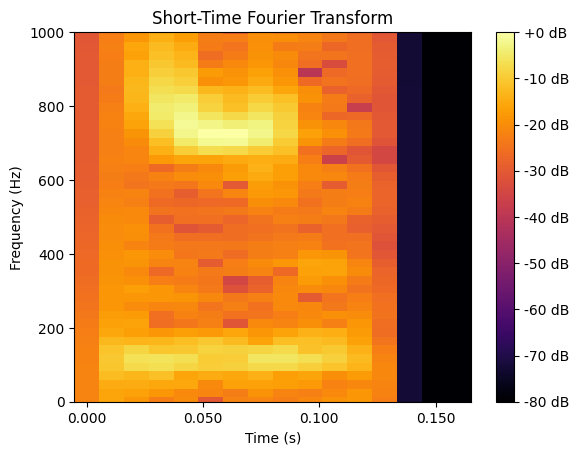 Short-Time Fourier Transform
Frequency (Hz)
1000
800
600
400
200
0
0.000
0.050
0.100
0.150
Time (s)
+0 dB
-10 dB
-20 dB
-30 dB
-40 dB
-50 dB
-60 dB
-70 dB
-80 dB